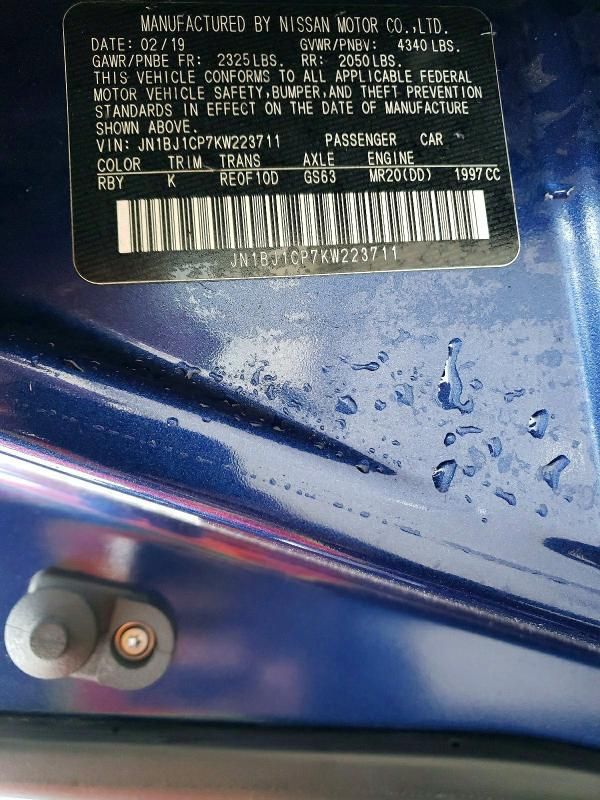 MANUFACTURED BY NISSAN MOTOR CO.,LTD.
DATE: 02/19 GVWR/PNBV: 4340 LBS.
GAWR/PNBE FR: 2325 LBS. RR: 2050 LBS.
THIS VEHICLE CONFORMS TO ALL APPLICABLE FEDERAL
MOTOR VEHICLE SAFETY,BUMPER,AND THEFT PREVENTION
STANDARDS IN EFFECT ON THE DATE OF MANUFACTURE
SHOWN ABOVE.
VIN: JN1BJ1CP7KW223711 PASSENGER CAR
COLOR TRIM TRANS AXLE ENGINE
RBY K RE0F10D GS63 MR20(DD) 1997 CC
JN1BJ1CP7KW223711